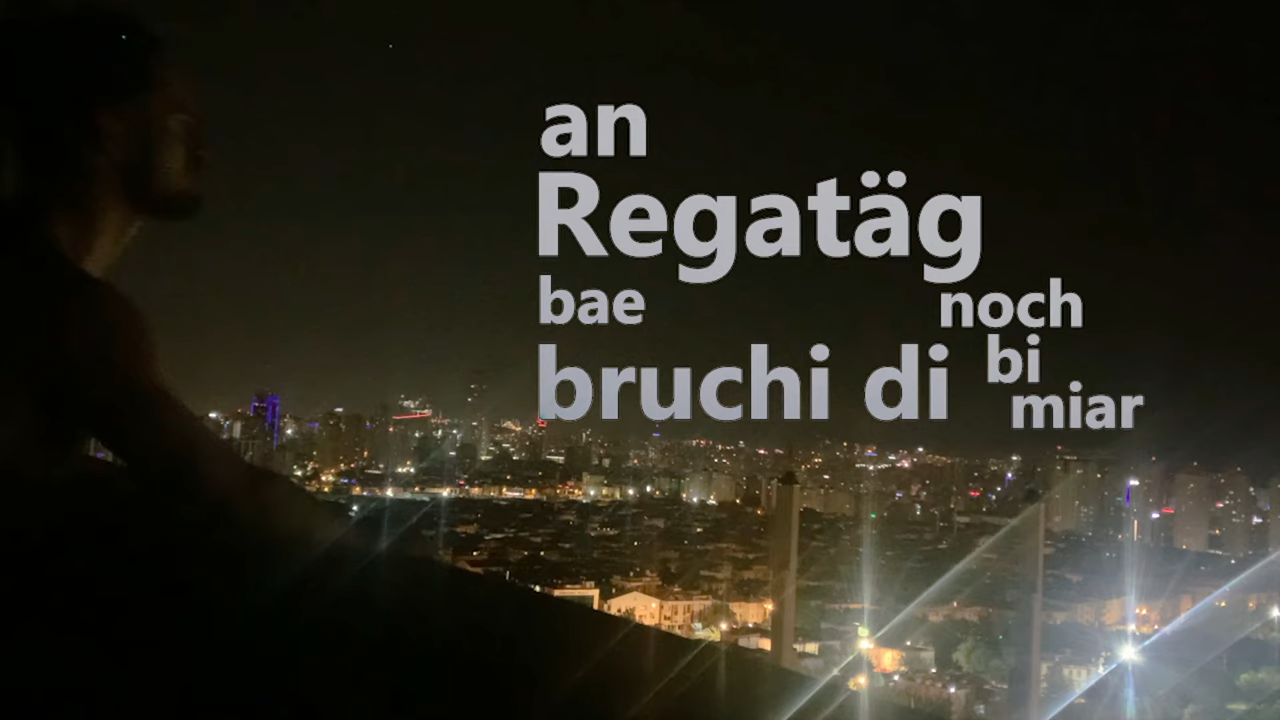 an
Regatäg
bae
noch
bruchi di
bi
miar